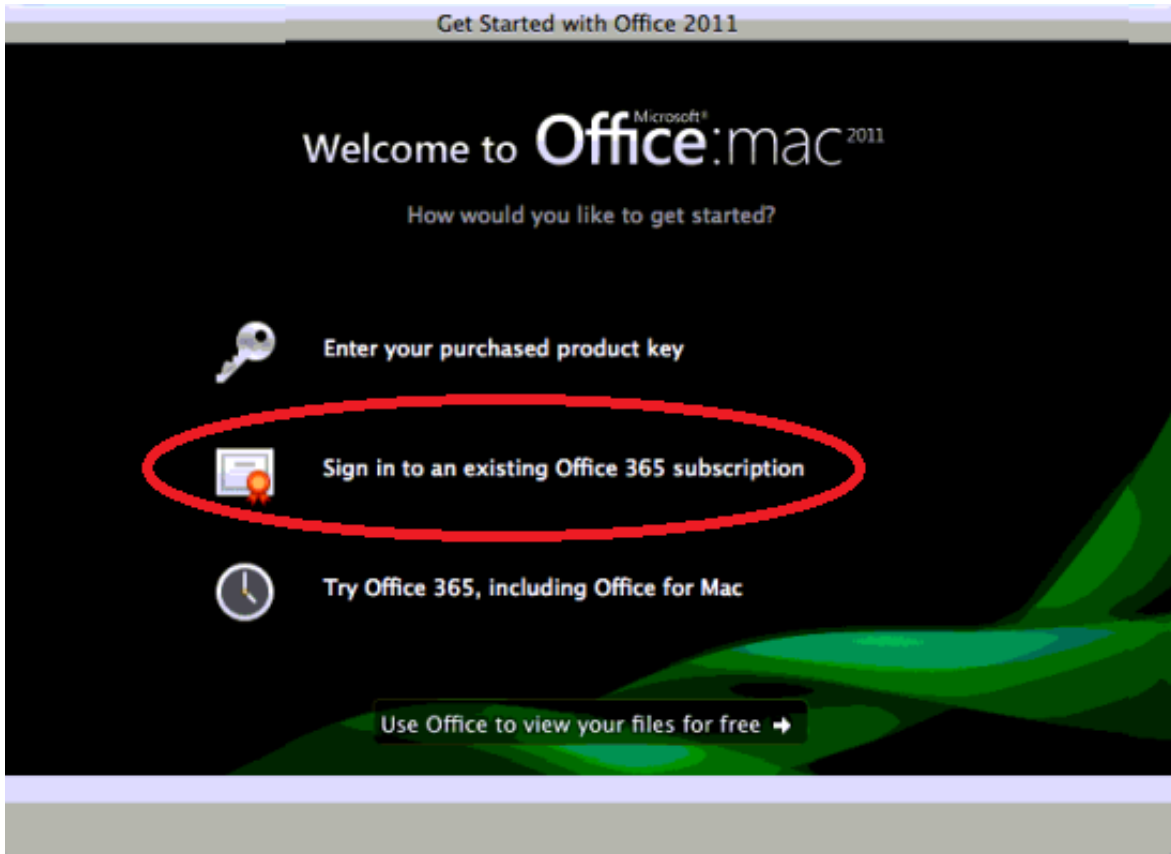 Get Started with Office 2011
Welcome to Microsoft® Office:mac 2011
How would you like to get started?
Enter your purchased product key
Sign in to an existing Office 365 subscription
Try Office 365, including Office for Mac
Use Office to view your files for free ➔